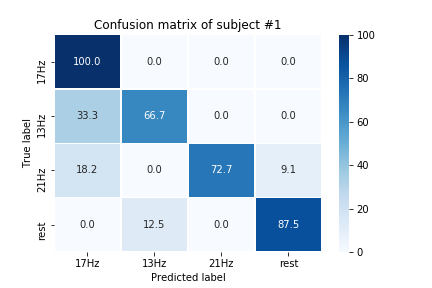 Confusion matrix of subject #1
True label
17Hz 100.0 0.0 0.0 0.0
13Hz 33.3 66.7 0.0 0.0
21Hz 18.2 0.0 72.7 9.1
rest 0.0 12.5 0.0 87.5
17Hz 13Hz 21Hz rest
Predicted label
100
80
60
40
20
0